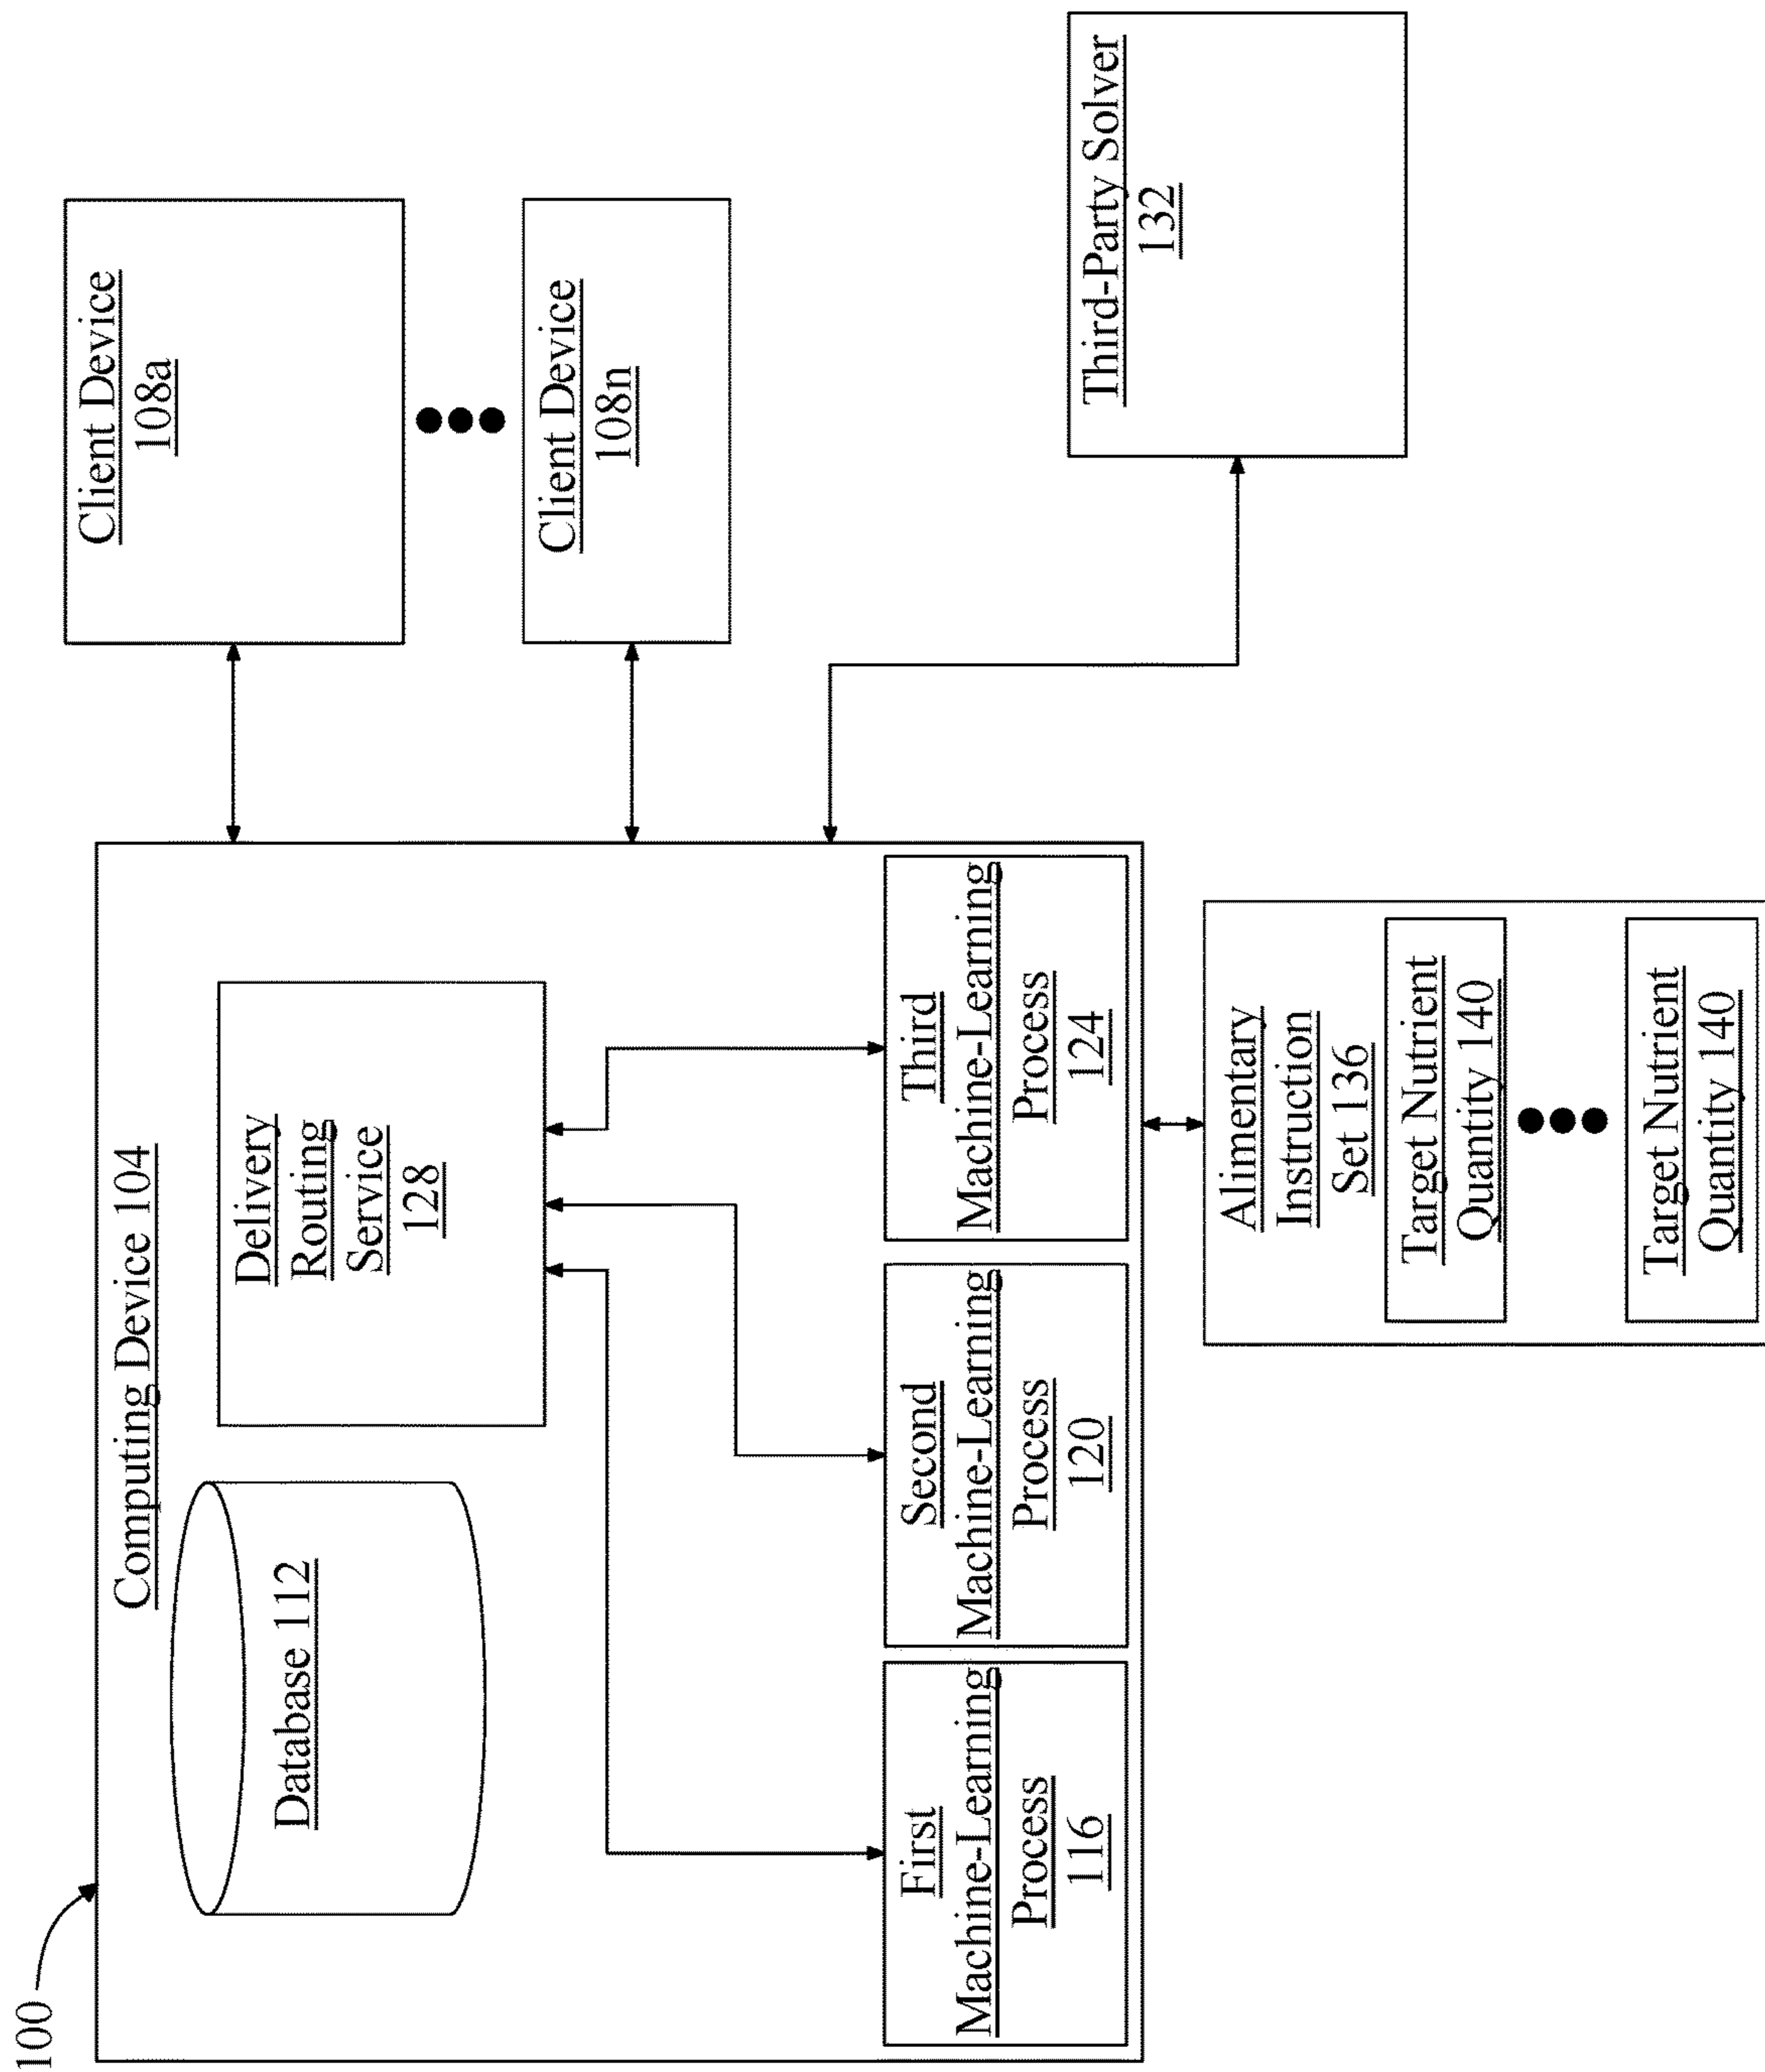 100
Computing Device 104
Database 112
Delivery
Routing
Service
128
First
Machine-Learning
Process
116
Second
Machine-Learning
Process
120
Third
Machine-Learning
Process
124
Client Device
108a
Client Device
108n
Third-Party Solver
132
Alimentary
Instruction
Set 136
Target Nutrient
Quantity 140
Target Nutrient
Quantity 140